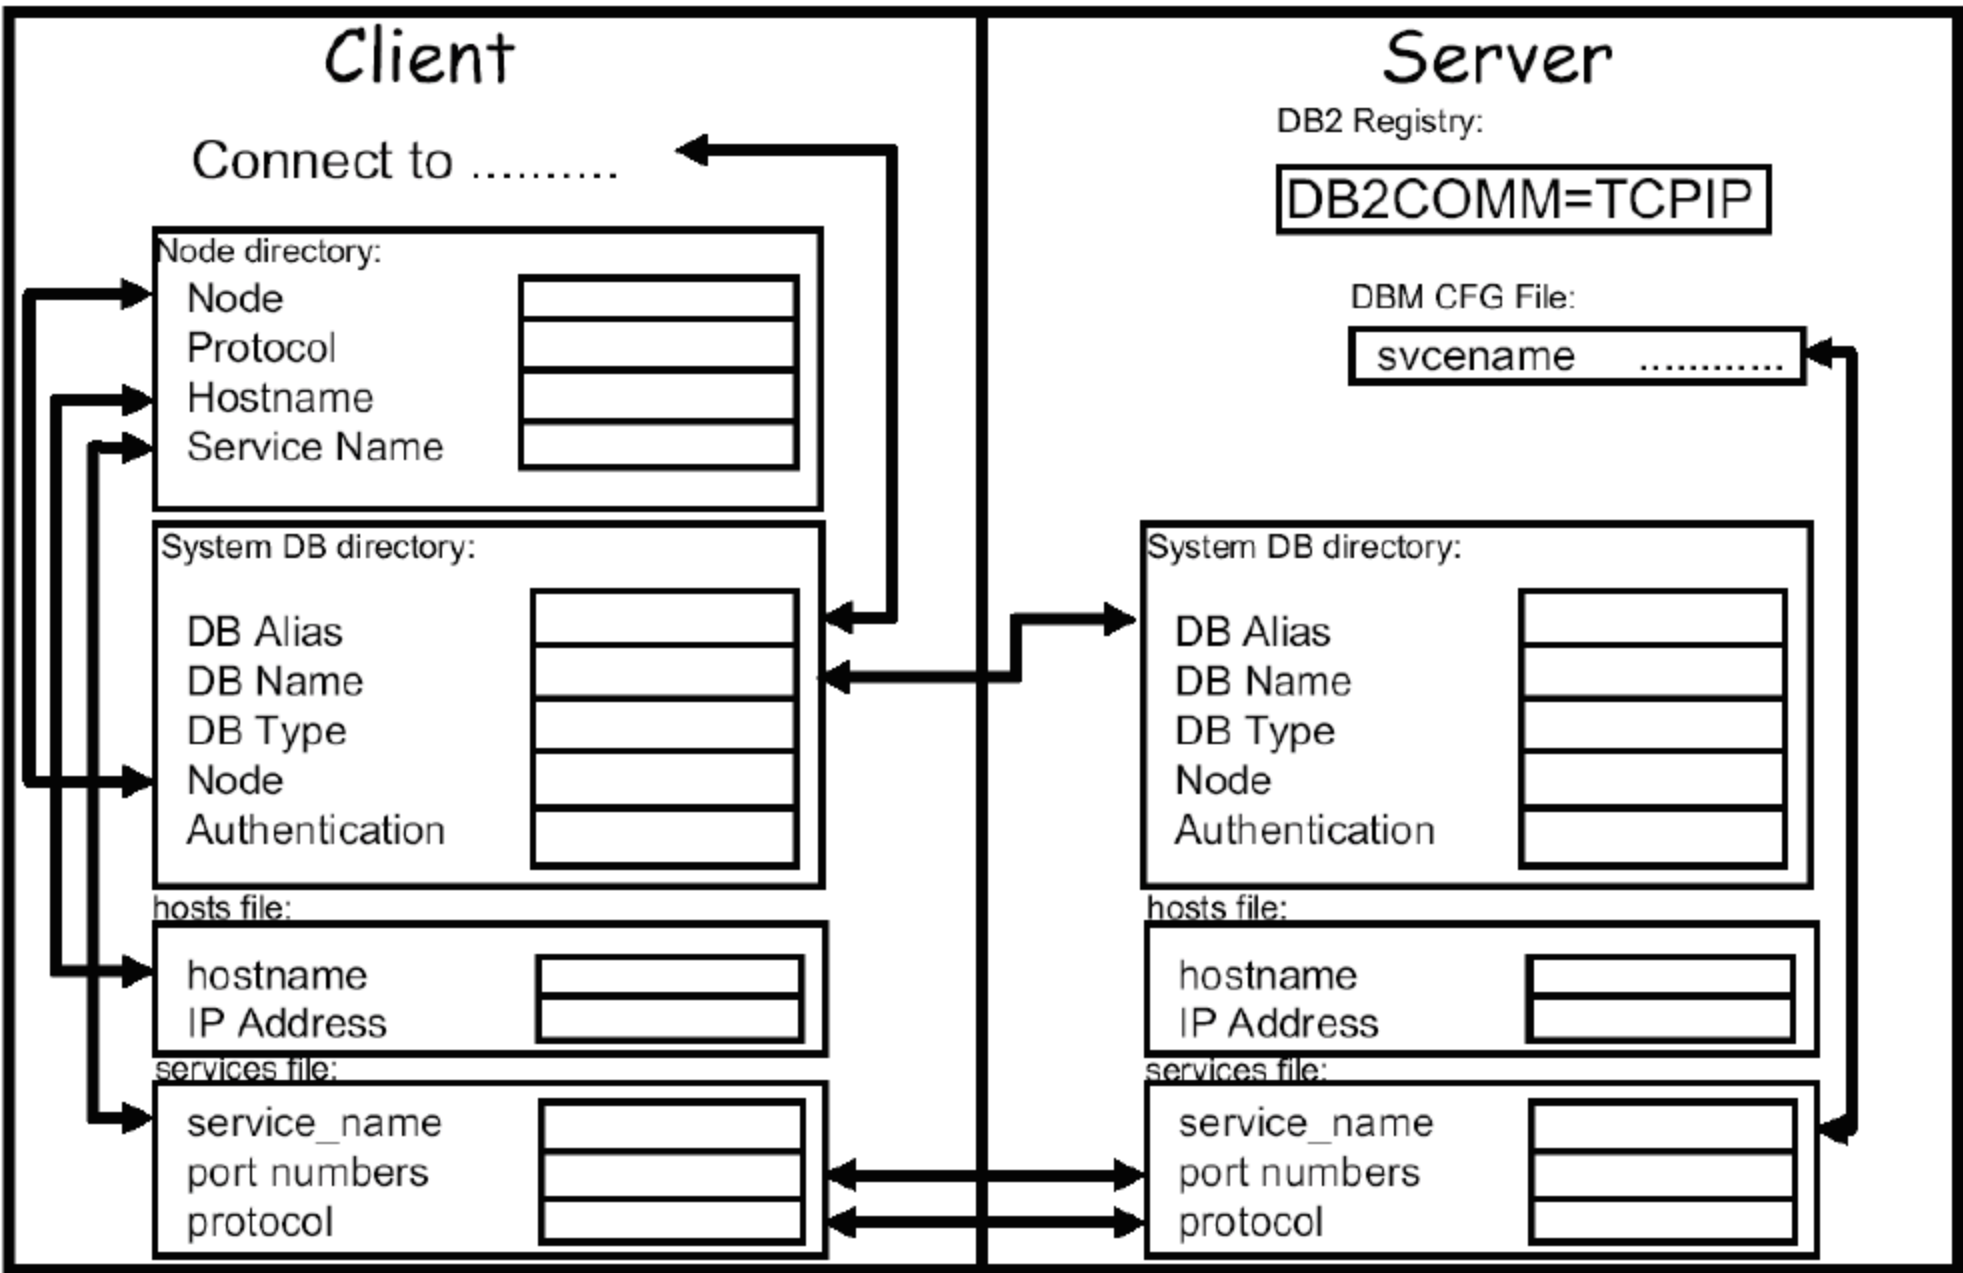 Client
Connect to ..........
Node directory:
Node
Protocol
Hostname
Service Name
System DB directory:
DB Alias
DB Name
DB Type
Node
Authentication
hosts file:
hostname
IP Address
services file:
service_name
port numbers
protocol
Server
DB2 Registry:
DB2COMM=TCPIP
DBM CFG File:
svcename ............
System DB directory:
DB Alias
DB Name
DB Type
Node
Authentication
hosts file:
hostname
IP Address
services file:
service_name
port numbers
protocol